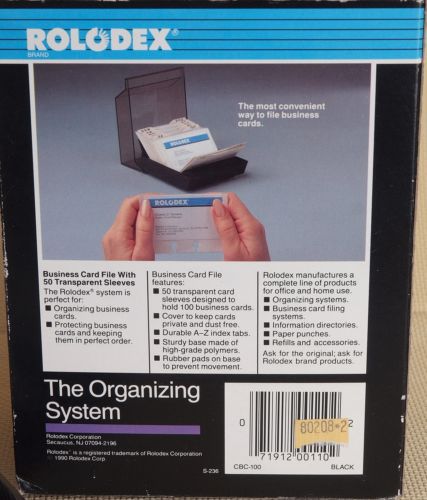 ROLODEX®
BRAND
The most convenient
way to file business
cards.
ROLODEX
Business Card File With
50 Transparent Sleeves
The Rolodex® system is
perfect for:
■ Organizing business
cards.
■ Protecting business
cards and keeping
them in perfect order.
Business Card File
features:
■ 50 transparent card
sleeves designed to
hold 100 business cards.
■ Cover to keep cards
private and dust free.
■ Durable A–Z index tabs.
■ Sturdy base made of
high-grade polymers.
■ Rubber pads on base
to prevent movement.
Rolodex manufactures a
complete line of products
for office and home use.
■ Organizing systems.
■ Business card filing
systems.
■ Information directories.
■ Paper punches.
■ Refills and accessories.
Ask for the original; ask for
Rolodex brand products.
The Organizing
System
Rolodex Corporation
Secaucus, NJ 07094-2196
Rolodex® is a registered trademark of Rolodex Corporation
© 1990 Rolodex Corp.
S-236
0
80208*2
2
71912 00110
CBC-100
BLACK